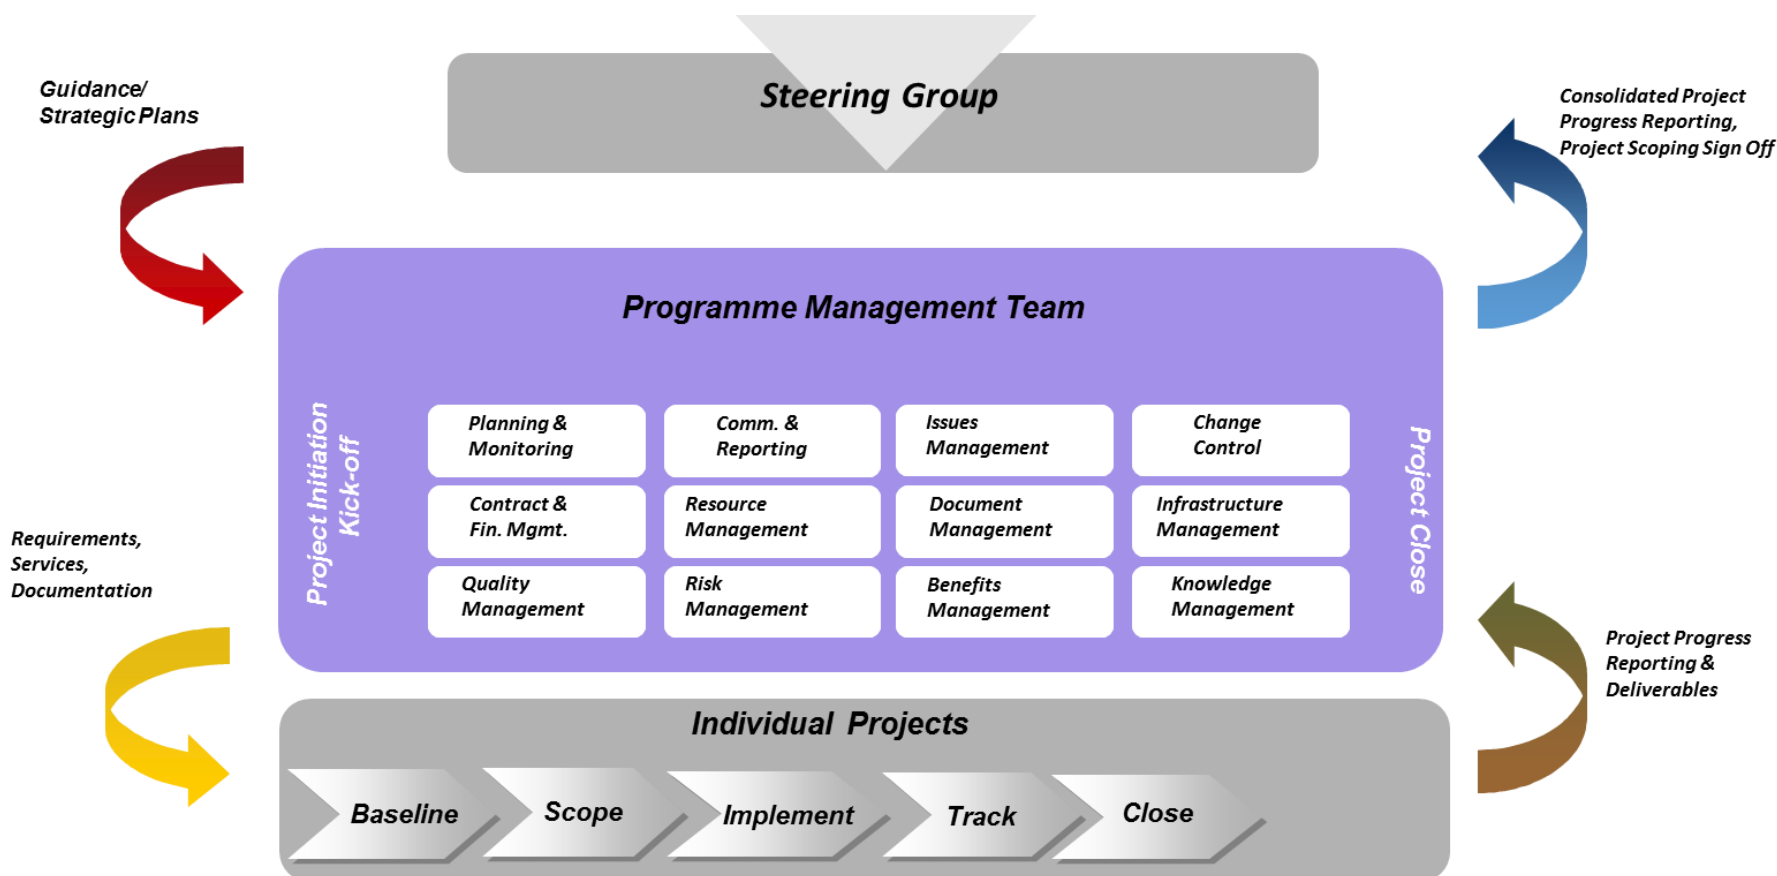 Steering Group
Guidance/
Strategic Plans
Consolidated Project
Progress Reporting,
Project Scoping Sign Off
Programme Management Team
Project Initiation
Kick-off
Planning &
Monitoring
Comm. &
Reporting
Issues
Management
Change
Control
Contract &
Fin. Mgmt.
Resource
Management
Document
Management
Infrastructure
Management
Quality
Management
Risk
Management
Benefits
Management
Knowledge
Management
Project Close
Requirements,
Services,
Documentation
Project Progress
Reporting &
Deliverables
Individual Projects
Baseline
Scope
Implement
Track
Close